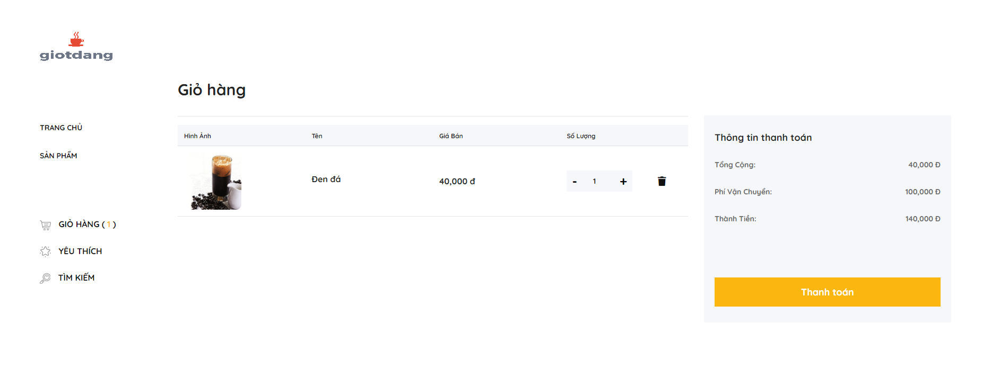 giotdang
Giỏ hàng
TRANG CHỦ
SẢN PHẨM
GIỎ HÀNG ( 1 )
YÊU THÍCH
TÌM KIẾM
Hình Ảnh Tên Giá Bán Số Lượng
Đen đá 40,000 đ - 1 +
Thông tin thanh toán
Tổng Cộng: 40,000 Đ
Phí Vận Chuyển: 100,000 Đ
Thành Tiền: 140,000 Đ
Thanh toán